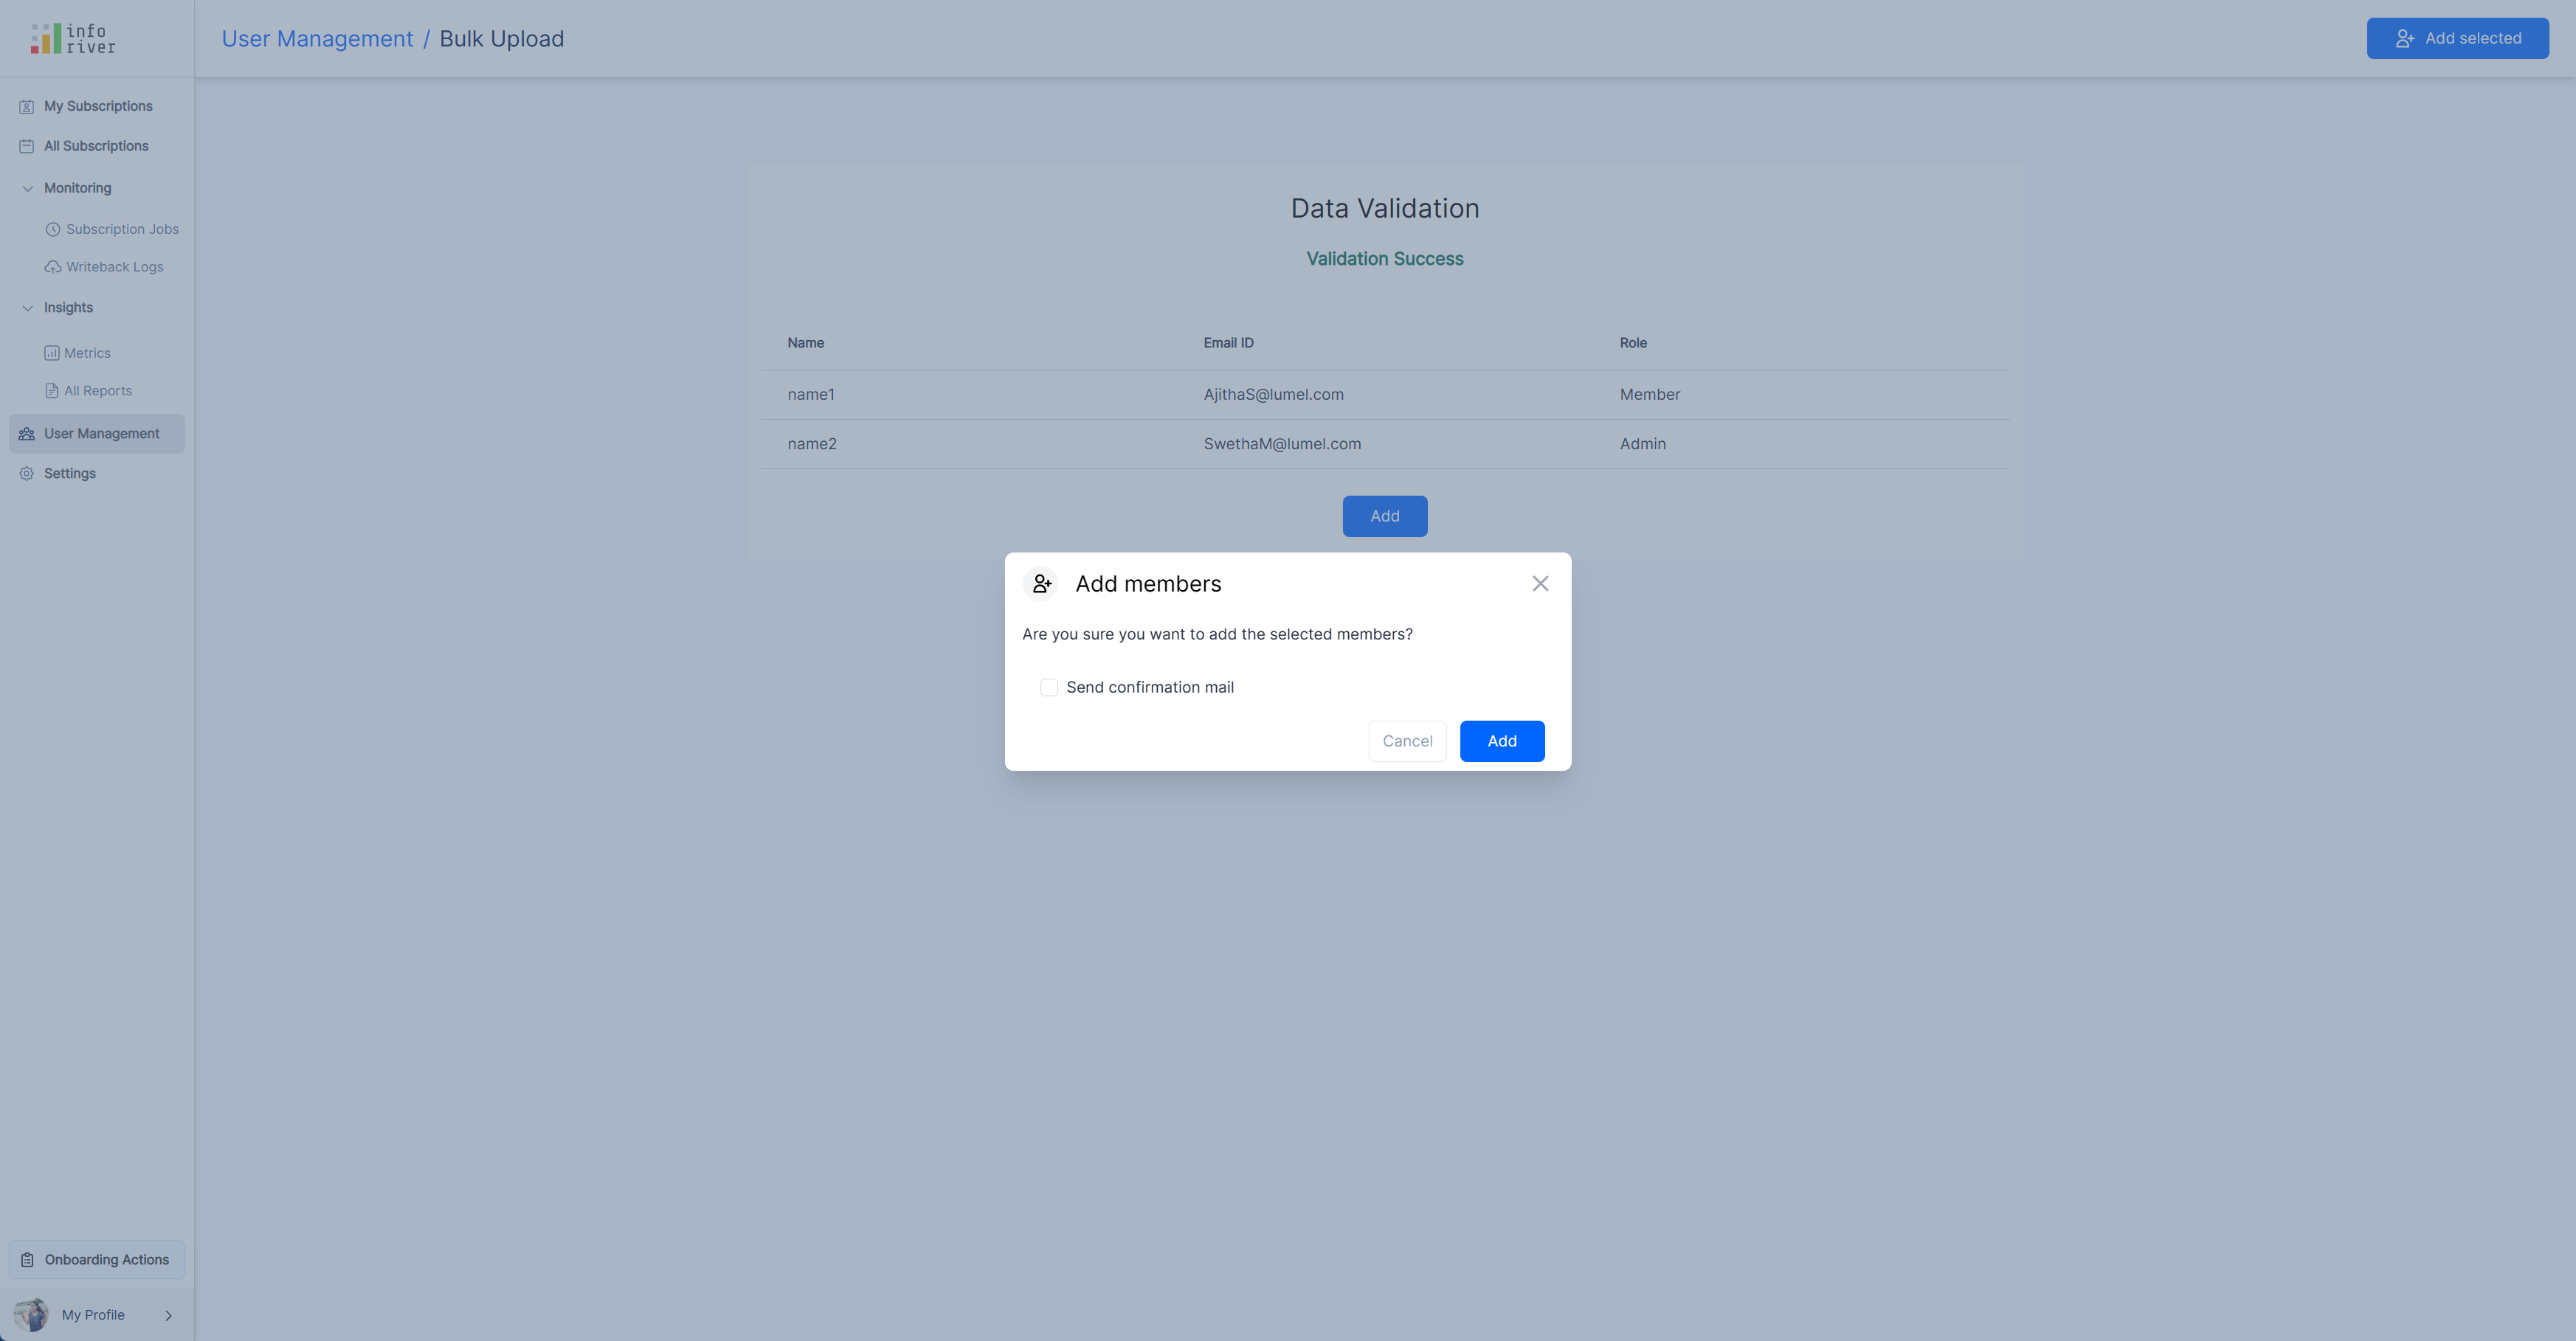 info
river
User Management / Bulk Upload
Add selected
My Subscriptions
All Subscriptions
Monitoring
Subscription Jobs
Writeback Logs
Insights
Metrics
All Reports
User Management
Settings
Data Validation
Validation Success
Name Email ID Role
name1 AjithaS@lumel.com Member
name2 SwethaM@lumel.com Admin
Add
Add members
Are you sure you want to add the selected members?
Send confirmation mail
Cancel Add
Onboarding Actions
My Profile